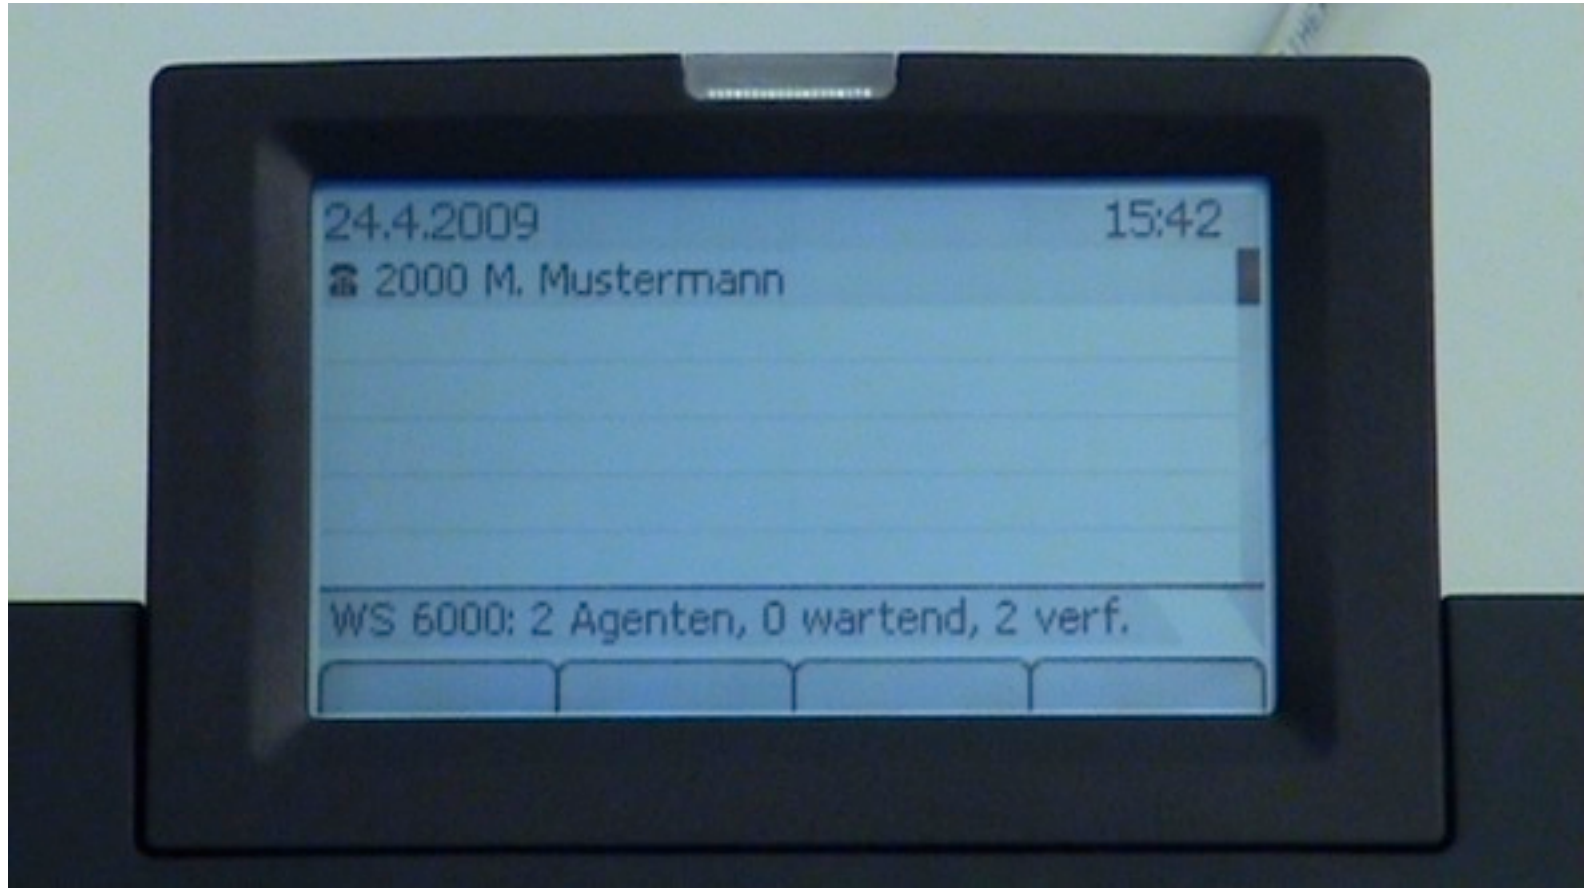 24.4.2009 15:42
2000 M. Mustermann
WS 6000: 2 Agenten, 0 wartend, 2 verf.